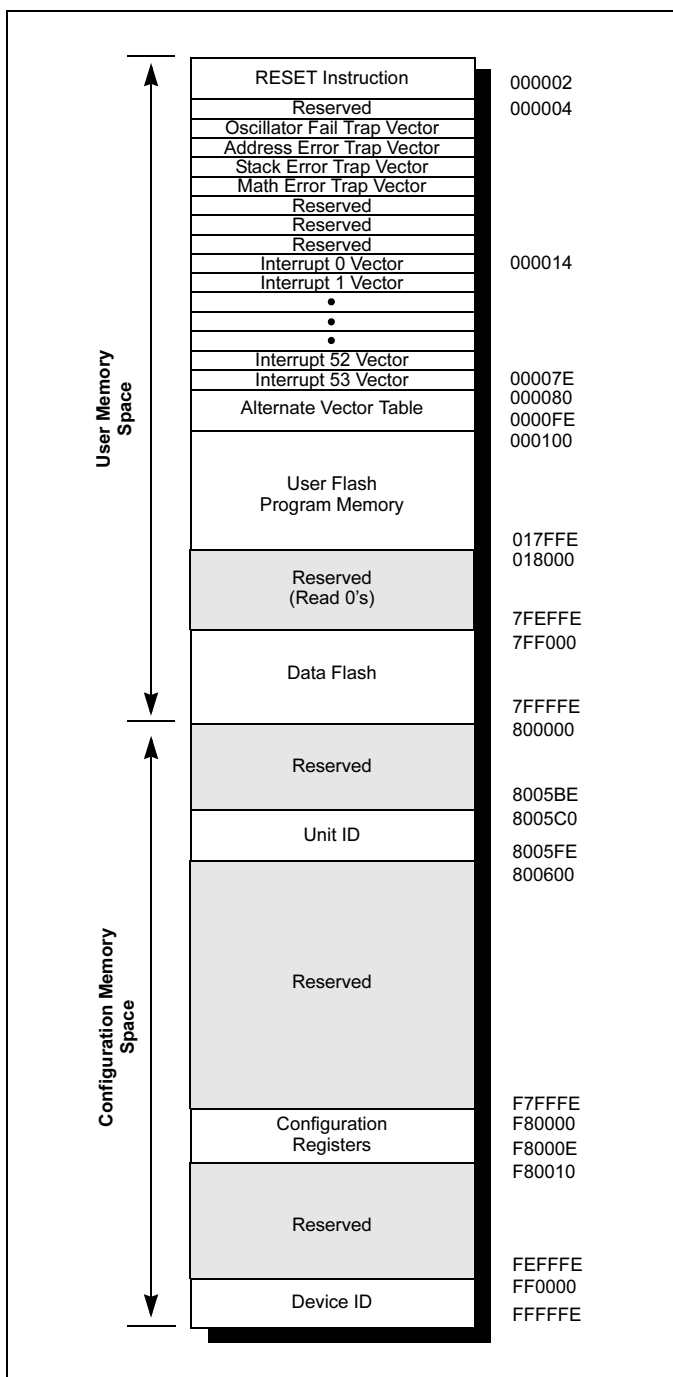 RESET Instruction 000002
Reserved 000004
Oscillator Fail Trap Vector
Address Error Trap Vector
Stack Error Trap Vector
Math Error Trap Vector
Reserved
Reserved
Reserved
Interrupt 0 Vector 000014
Interrupt 1 Vector
•
•
•
Interrupt 52 Vector
Interrupt 53 Vector 00007E
000080
Alternate Vector Table
0000FE
000100
User Memory
Space
User Flash
Program Memory
017FFE
018000
Reserved
(Read 0's)
7FEFFE
7FF000
Data Flash
7FFFFE
800000
Reserved
8005BE
8005C0
Unit ID
8005FE
800600
Configuration Memory
Space
Reserved
F7FFFE
F80000
Configuration
Registers
F8000E
F80010
Reserved
FEFFFE
FF0000
Device ID
FFFFFE